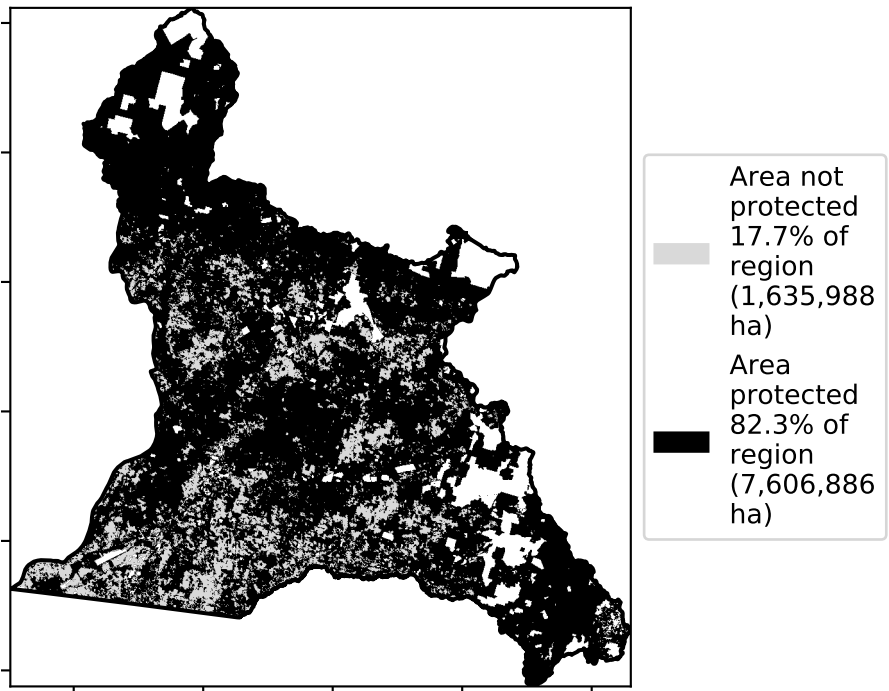 Area not
protected
17.7% of
region
(1,635,988
ha)
Area
protected
82.3% of
region
(7,606,886
ha)